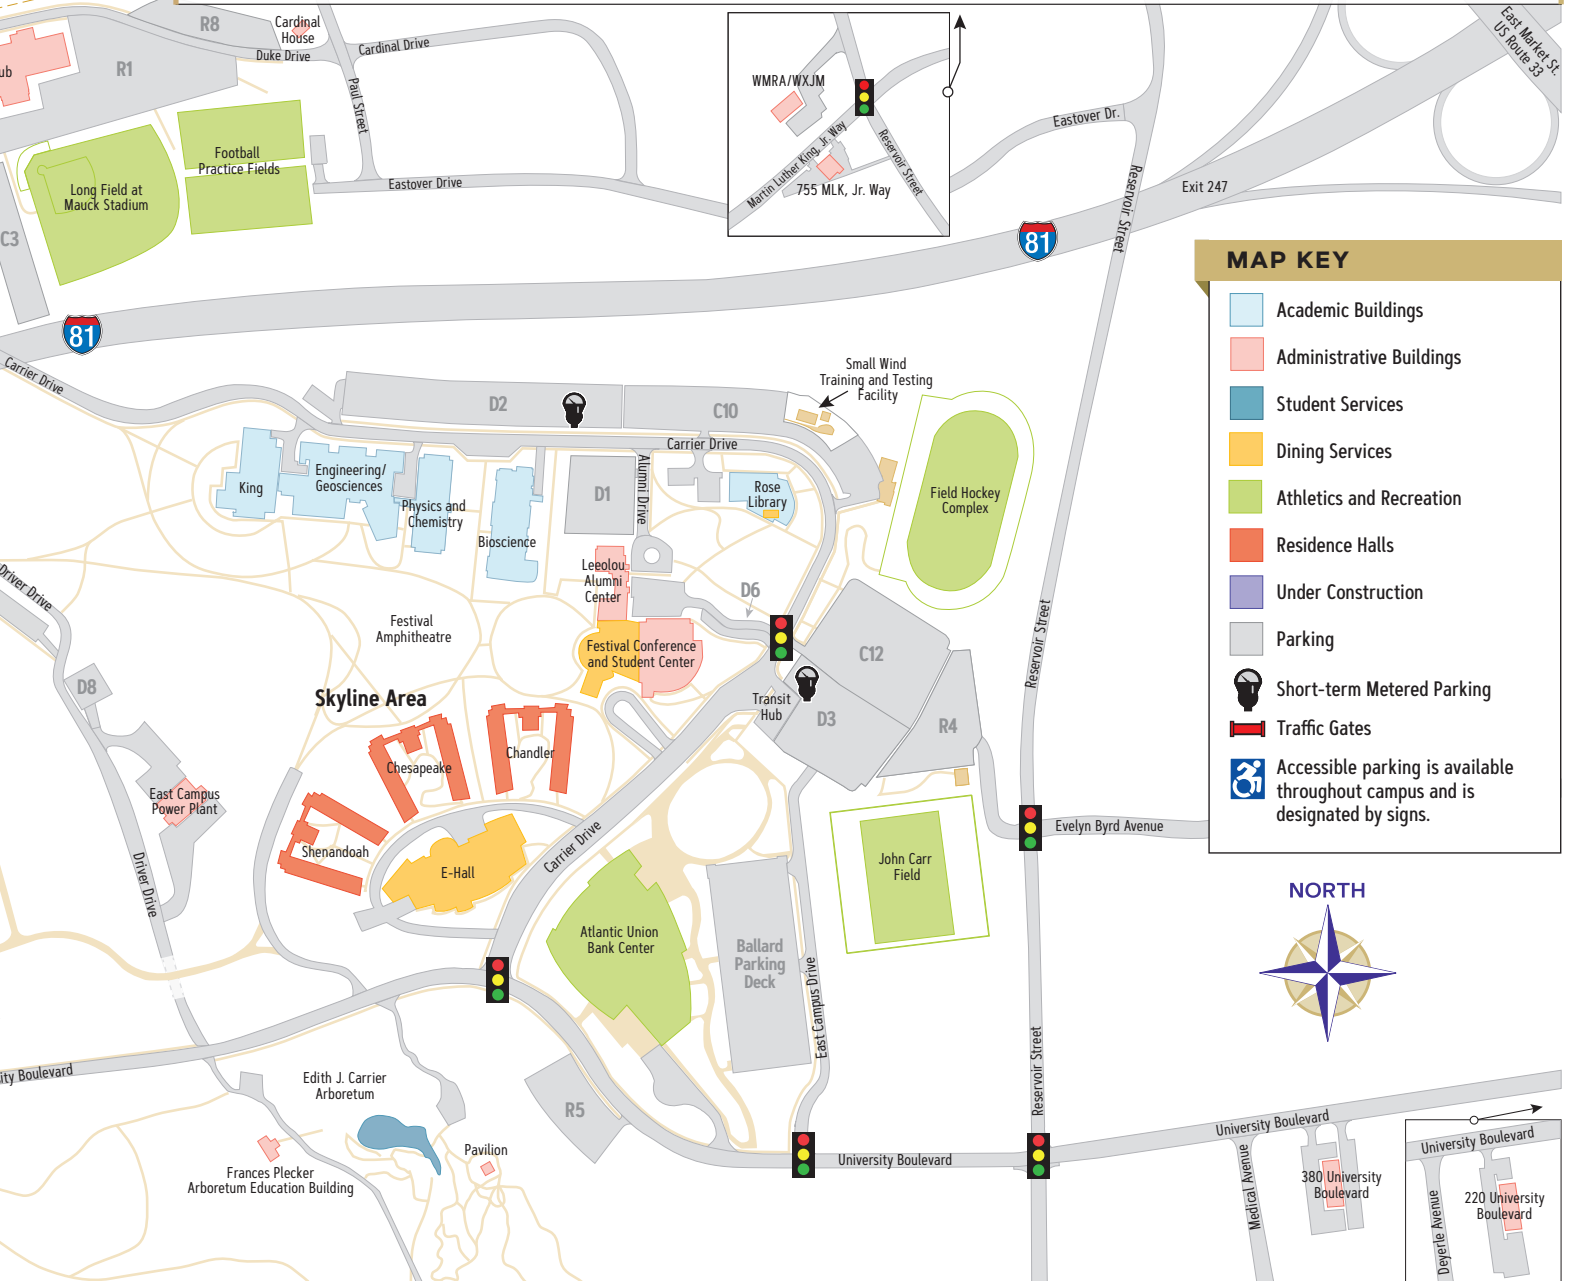 R8
Cardinal
House
Duke Drive
Cardinal Drive
R1
ub
Paul Street
Football
Practice Fields
Long Field at
Mauck Stadium
C3
Eastover Drive
WMRA/WXJM
Martin Luther King, Jr. Way
Reservoir Street
755 MLK, Jr. Way
Eastover Dr.
Reservoir Street
Exit 247
East Market St.
US Route 33
81
81
MAP KEY
Academic Buildings
Administrative Buildings
Student Services
Dining Services
Athletics and Recreation
Residence Halls
Under Construction
Parking
Short-term Metered Parking
Traffic Gates
Accessible parking is available
throughout campus and is
designated by signs.
NORTH
Carrier Drive
D2
C10
Small Wind
Training and Testing
Facility
Carrier Drive
King
Engineering/
Geosciences
Physics and
Chemistry
Bioscience
D1
Alumni Drive
Rose
Library
Field Hockey
Complex
Leeolou
Alumni
Center
D6
Driver Drive
Festival
Amphitheatre
Festival Conference
and Student Center
C12
Reservoir Street
D8
Skyline Area
Transit
Hub
D3
R4
Chandler
Chesapeake
East Campus
Power Plant
Shenandoah
E-Hall
Carrier Drive
Evelyn Byrd Avenue
John Carr
Field
Driver Drive
Atlantic Union
Bank Center
Ballard
Parking
Deck
East Campus Drive
Reservoir Street
ity Boulevard
Edith J. Carrier
Arboretum
R5
Pavilion
Frances Plecker
Arboretum Education Building
University Boulevard
University Boulevard
Medical Avenue
380 University
Boulevard
University Boulevard
Deyerle Avenue
220 University
Boulevard